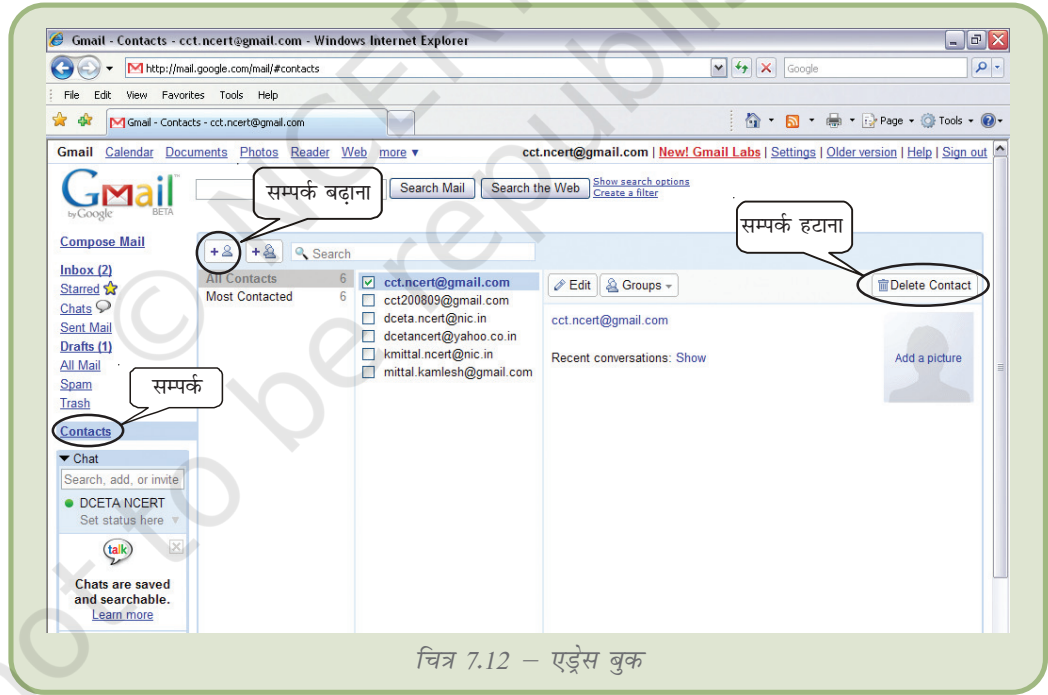 Gmail - Contacts - cct.ncert@gmail.com - Windows Internet Explorer
http://mail.google.com/mail/#contacts
Google
File Edit View Favorites Tools Help
Gmail - Contacts - cct.ncert@gmail.com
Page Tools
Gmail Calendar Documents Photos Reader Web more ▼ cct.ncert@gmail.com | New! Gmail Labs | Settings | Older version | Help | Sign out
GMail
by Google BETA
सम्पर्क बढ़ाना
Search Mail Search the Web Show search options
Create a filter
सम्पर्क हटाना
Compose Mail
Search
Inbox (2)
Starred
Chats
Sent Mail
Drafts (1)
All Mail
Spam
Trash
सम्पर्क
Contacts
All Contacts 6
Most Contacted 6
cct.ncert@gmail.com
cct200809@gmail.com
dceta.ncert@nic.in
dcetancert@yahoo.co.in
kmittal.ncert@nic.in
mittal.kamlesh@gmail.com
Edit Groups Delete Contact
cct.ncert@gmail.com
Recent conversations: Show
Add a picture
▼ Chat
Search, add, or invite
DCETA NCERT
Set status here
talk
Chats are saved
and searchable.
Learn more
© NCERT
not to be republis
चित्र 7.12 – एड्रेस बुक